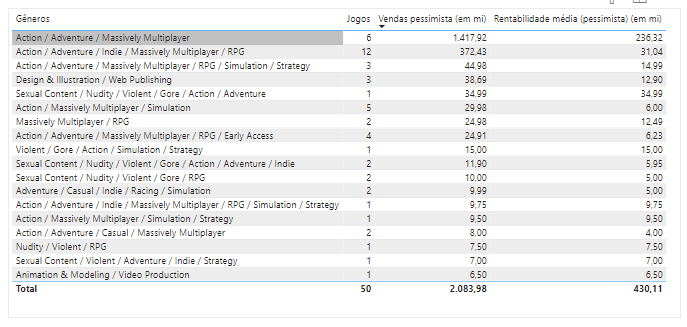 Gêneros Jogos Vendas pessimista (em mi) Rentabilidade média (pessimista) (em mi)
Action / Adventure / Massively Multiplayer 6 1.417,92 236,32
Action / Adventure / Indie / Massively Multiplayer / RPG 12 372,43 31,04
Action / Adventure / Massively Multiplayer / RPG / Simulation / Strategy 3 44,98 14,99
Design & Illustration / Web Publishing 3 38,69 12,90
Sexual Content / Nudity / Violent / Gore / Action / Adventure 1 34,99 34,99
Action / Massively Multiplayer / Simulation 5 29,98 6,00
Massively Multiplayer / RPG 2 24,98 12,49
Action / Adventure / Massively Multiplayer / RPG / Early Access 4 24,91 6,23
Violent / Gore / Action / Simulation / Strategy 1 15,00 15,00
Sexual Content / Nudity / Violent / Gore / Action / Adventure / Indie 2 11,90 5,95
Sexual Content / Nudity / Violent / Gore / RPG 2 10,00 5,00
Adventure / Casual / Indie / Racing / Simulation 2 9,99 5,00
Action / Adventure / Indie / Massively Multiplayer / RPG / Simulation / Strategy 1 9,75 9,75
Action / Massively Multiplayer / Simulation / Strategy 1 9,50 9,50
Action / Adventure / Casual / Massively Multiplayer 2 8,00 4,00
Nudity / Violent / RPG 1 7,50 7,50
Sexual Content / Violent / Adventure / Indie / Strategy 1 7,00 7,00
Animation & Modeling / Video Production 1 6,50 6,50
Total 50 2.083,98 430,11